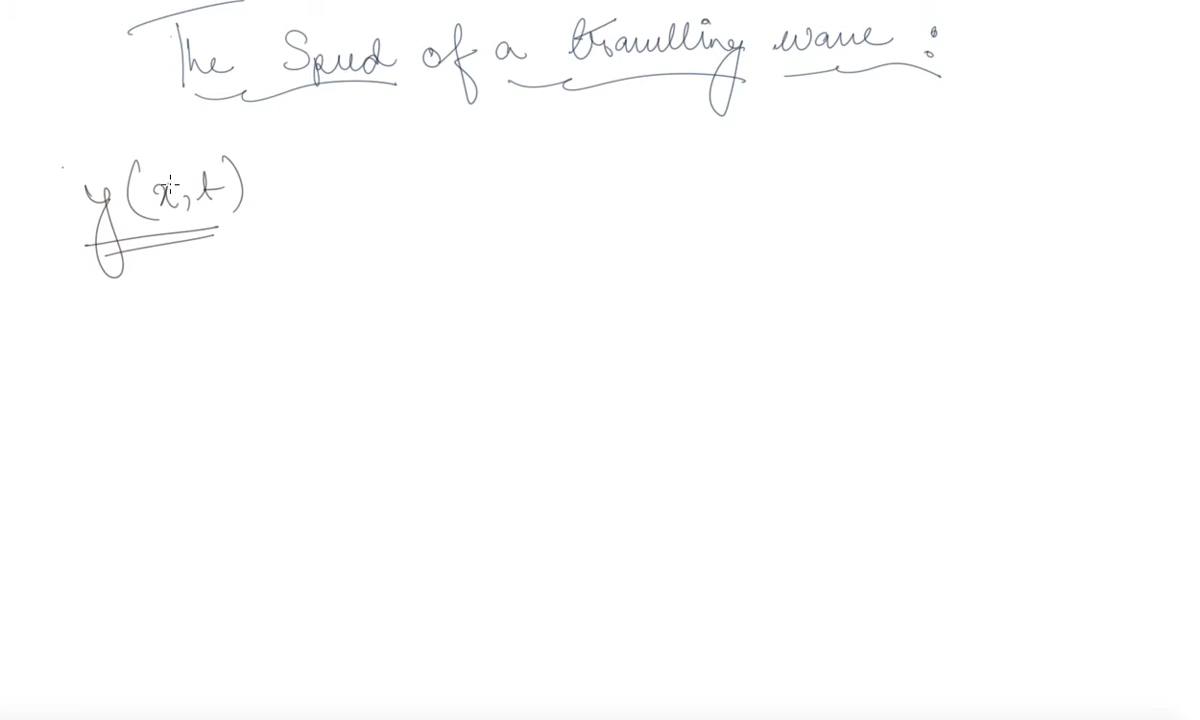 The Speed of a travelling wave :
y(x,t)